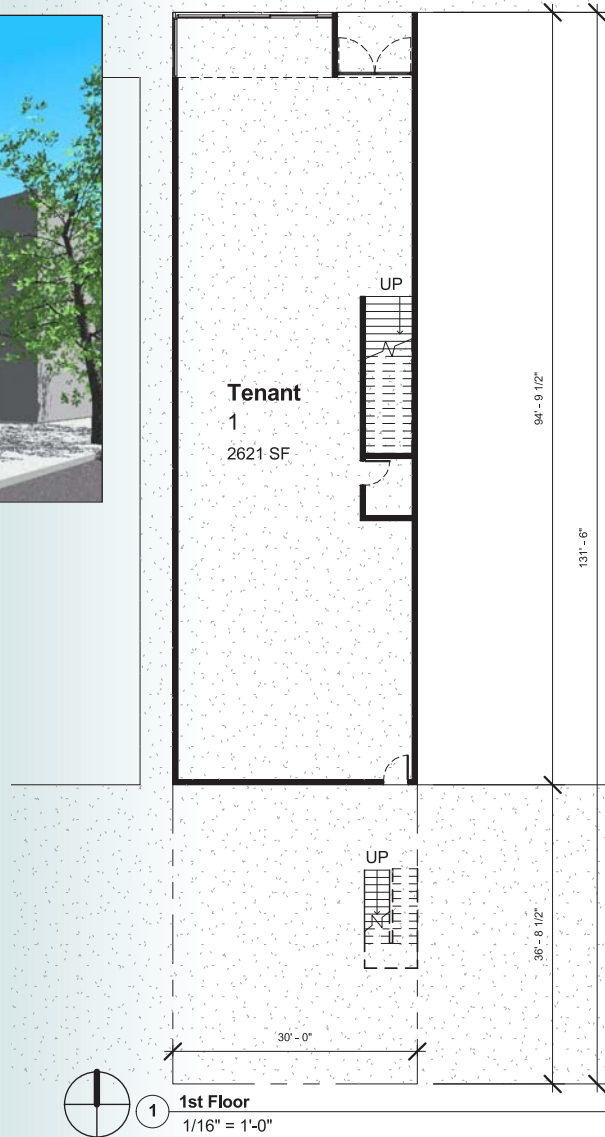 UP
94' - 9 1/2"
Tenant
1
2621 SF
131' - 6"
UP
36' - 8 1/2"
30' - 0"
1
1st Floor
1/16" = 1'-0"